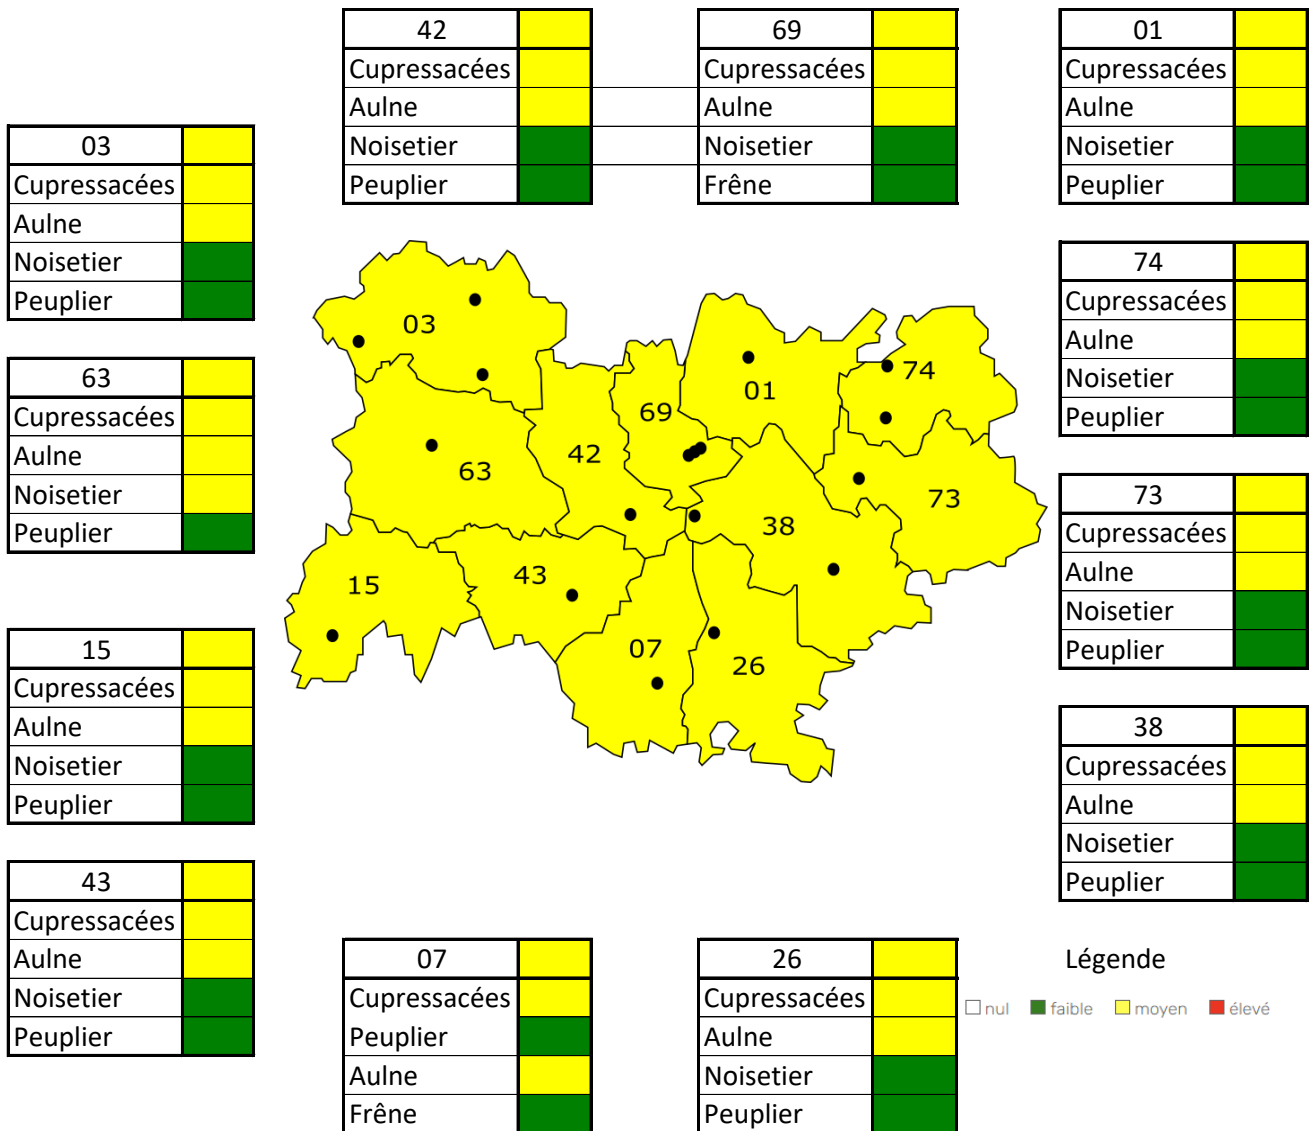 42
Cupressacées
Aulne
Noisetier
Peuplier
69
Cupressacées
Aulne
Noisetier
Frêne
01
Cupressacées
Aulne
Noisetier
Peuplier
03
Cupressacées
Aulne
Noisetier
Peuplier
74
Cupressacées
Aulne
Noisetier
Peuplier
63
Cupressacées
Aulne
Noisetier
Peuplier
03
01
74
69
42
63
73
38
43
15
07
26
73
Cupressacées
Aulne
Noisetier
Peuplier
15
Cupressacées
Aulne
Noisetier
Peuplier
38
Cupressacées
Aulne
Noisetier
Peuplier
43
Cupressacées
Aulne
Noisetier
Peuplier
07
Cupressacées
Peuplier
Aulne
Frêne
26
Cupressacées
Aulne
Noisetier
Peuplier
Légende
nul faible moyen élevé